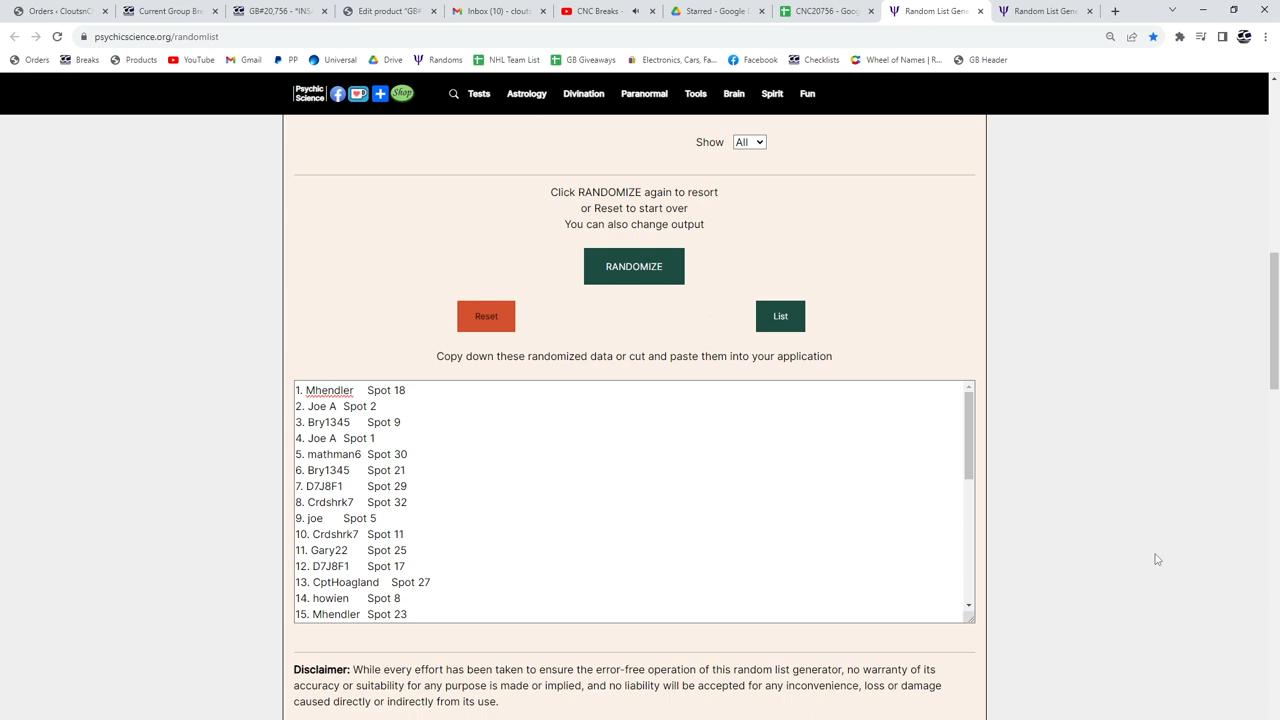 Orders < CloutsnC
Current Group Bre
GB#20,756 – *INSA
Edit product "GB#
Inbox (10) - clouts
CNC Breaks -
Starred - Google D
CNC20756 - Goog
Random List Gene
Random List Gene
psychicscience.org/randomlist
Orders
Breaks
Products
YouTube
Gmail
PP
Universal
Drive
Randoms
NHL Team List
GB Giveaways
Electronics, Cars, Fa...
Facebook
Checklists
Wheel of Names | R...
GB Header
Psychic
Science
Shop
Tests
Astrology
Divination
Paranormal
Tools
Brain
Spirit
Fun
Show All
Click RANDOMIZE again to resort
or Reset to start over
You can also change output
RANDOMIZE
Reset
List
Copy down these randomized data or cut and paste them into your application
1. Mhendler Spot 18
2. Joe A Spot 2
3. Bry1345 Spot 9
4. Joe A Spot 1
5. mathman6 Spot 30
6. Bry1345 Spot 21
7. D7J8F1 Spot 29
8. Crdshrk7 Spot 32
9. joe Spot 5
10. Crdshrk7 Spot 11
11. Gary22 Spot 25
12. D7J8F1 Spot 17
13. CptHoagland Spot 27
14. howien Spot 8
15. Mhendler Spot 23
Disclaimer: While every effort has been taken to ensure the error-free operation of this random list generator, no warranty of its
accuracy or suitability for any purpose is made or implied, and no liability will be accepted for any inconvenience, loss or damage
caused directly or indirectly from its use.